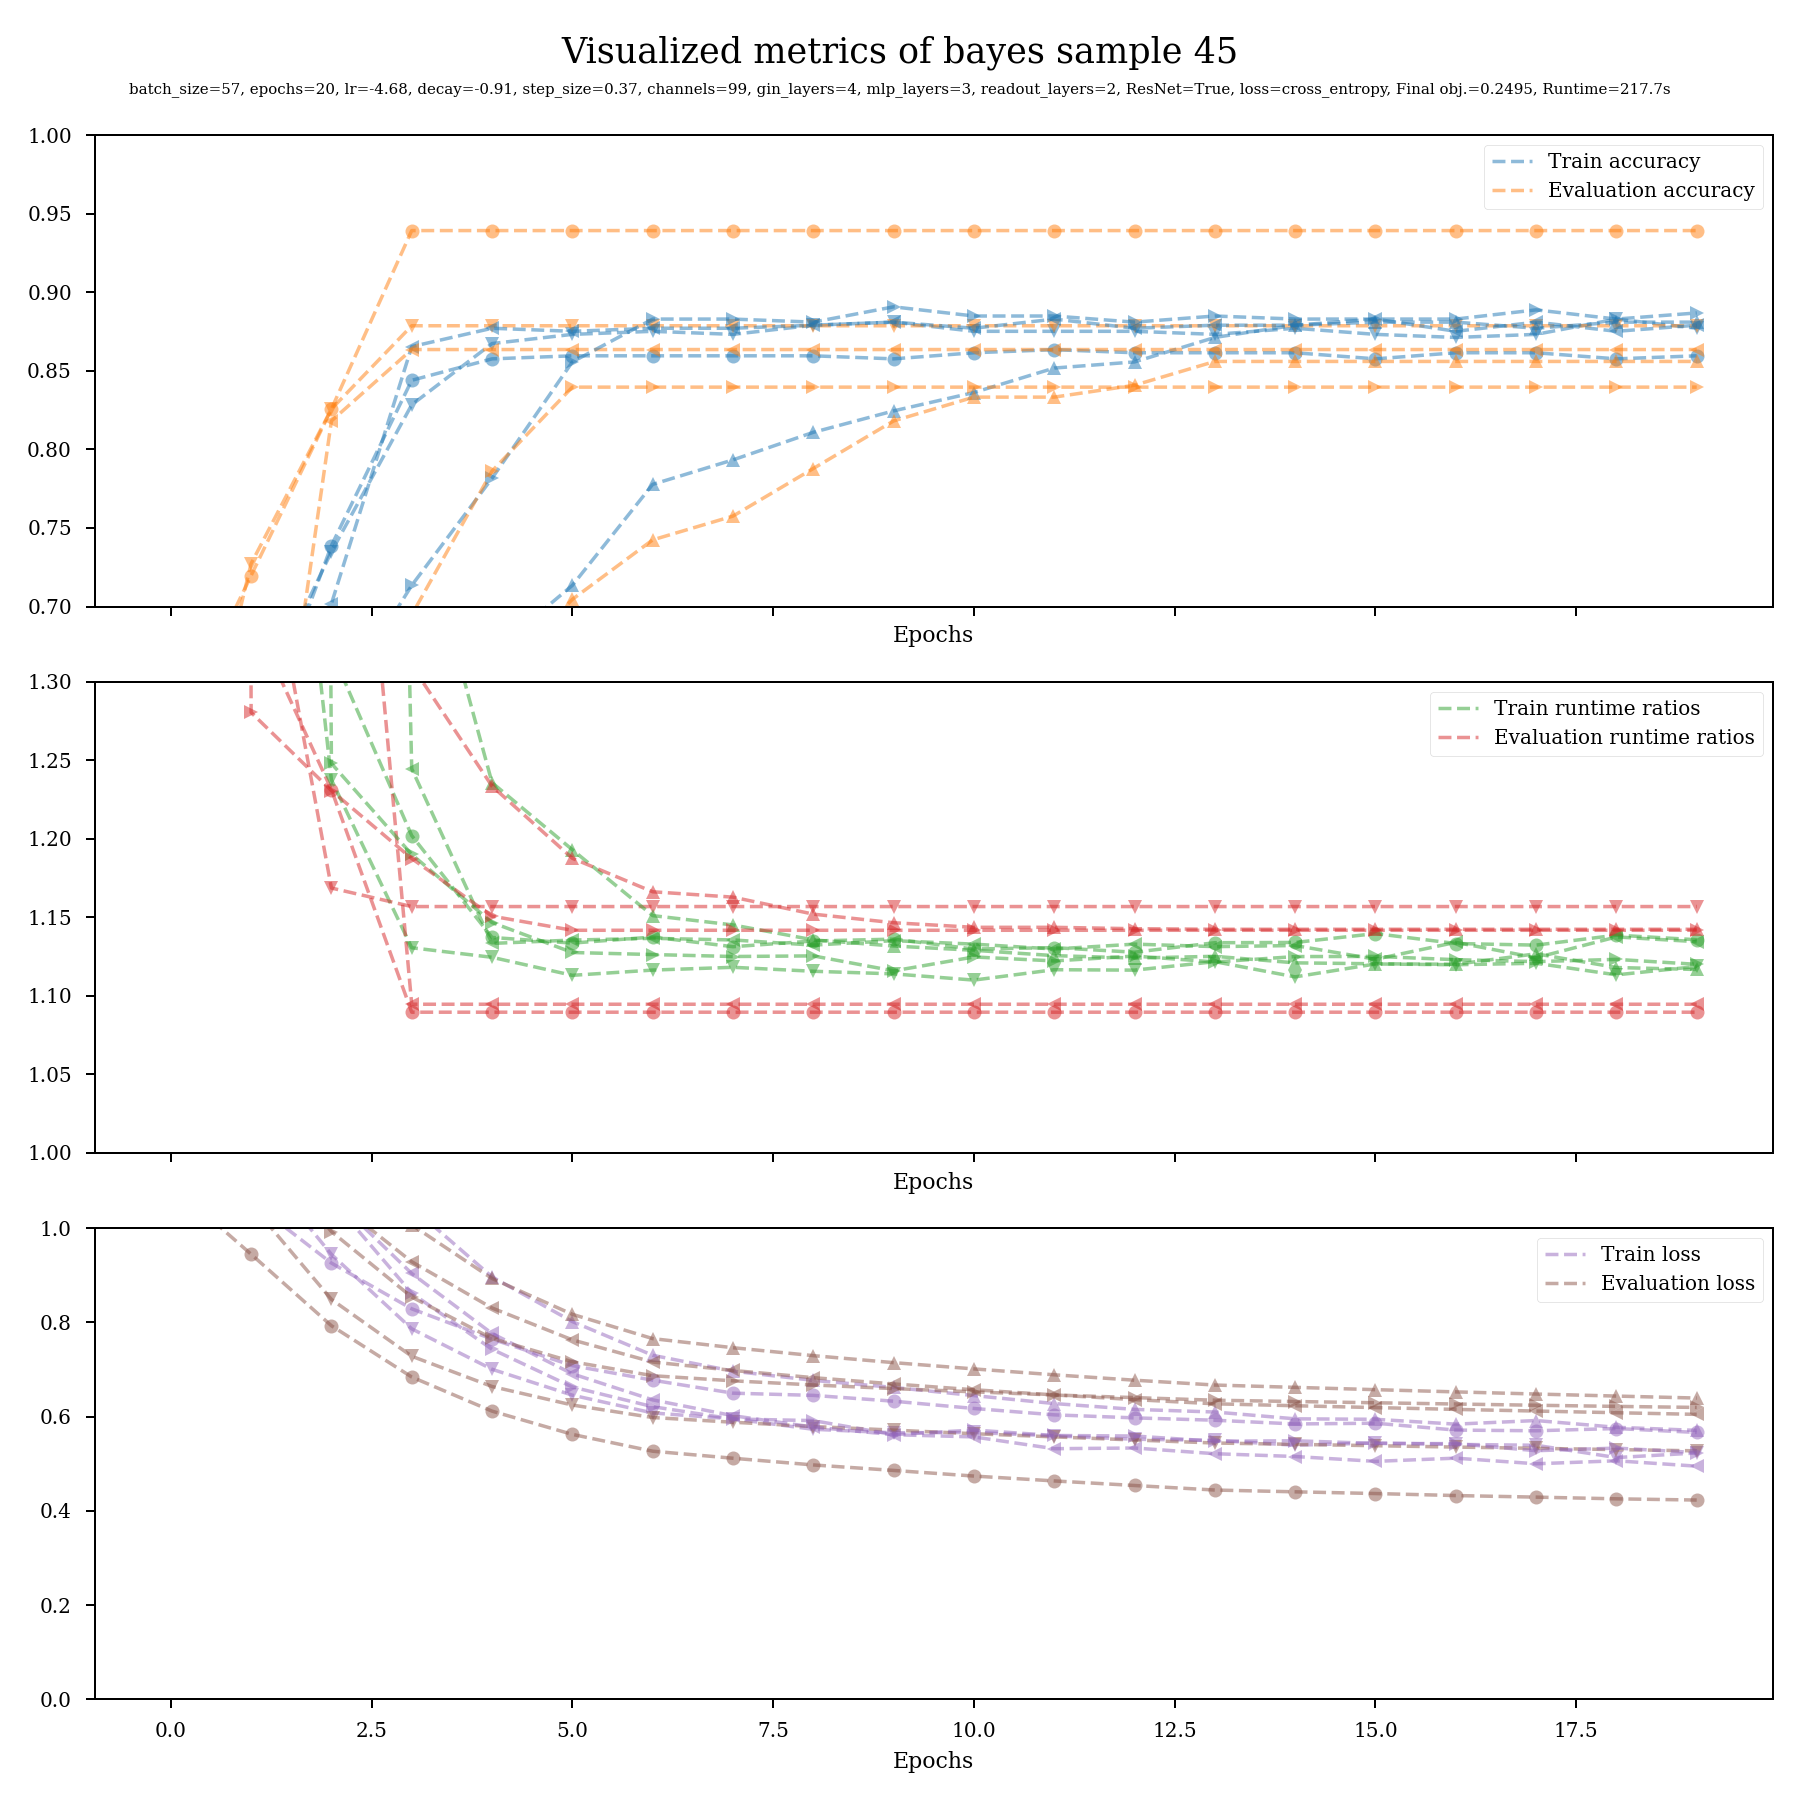 Visualized metrics of bayes sample 45
batch_size=57, epochs=20, lr=-4.68, decay=-0.91, step_size=0.37, channels=99, gin_layers=4, mlp_layers=3, readout_layers=2, ResNet=True, loss=cross_entropy, Final obj.=0.2495, Runtime=217.7s
1.00
0.95
0.90
0.85
0.80
0.75
0.70
Train accuracy
Evaluation accuracy
Epochs
1.30
1.25
1.20
1.15
1.10
1.05
1.00
Train runtime ratios
Evaluation runtime ratios
Epochs
1.0
0.8
0.6
0.4
0.2
0.0
Train loss
Evaluation loss
0.0 2.5 5.0 7.5 10.0 12.5 15.0 17.5
Epochs